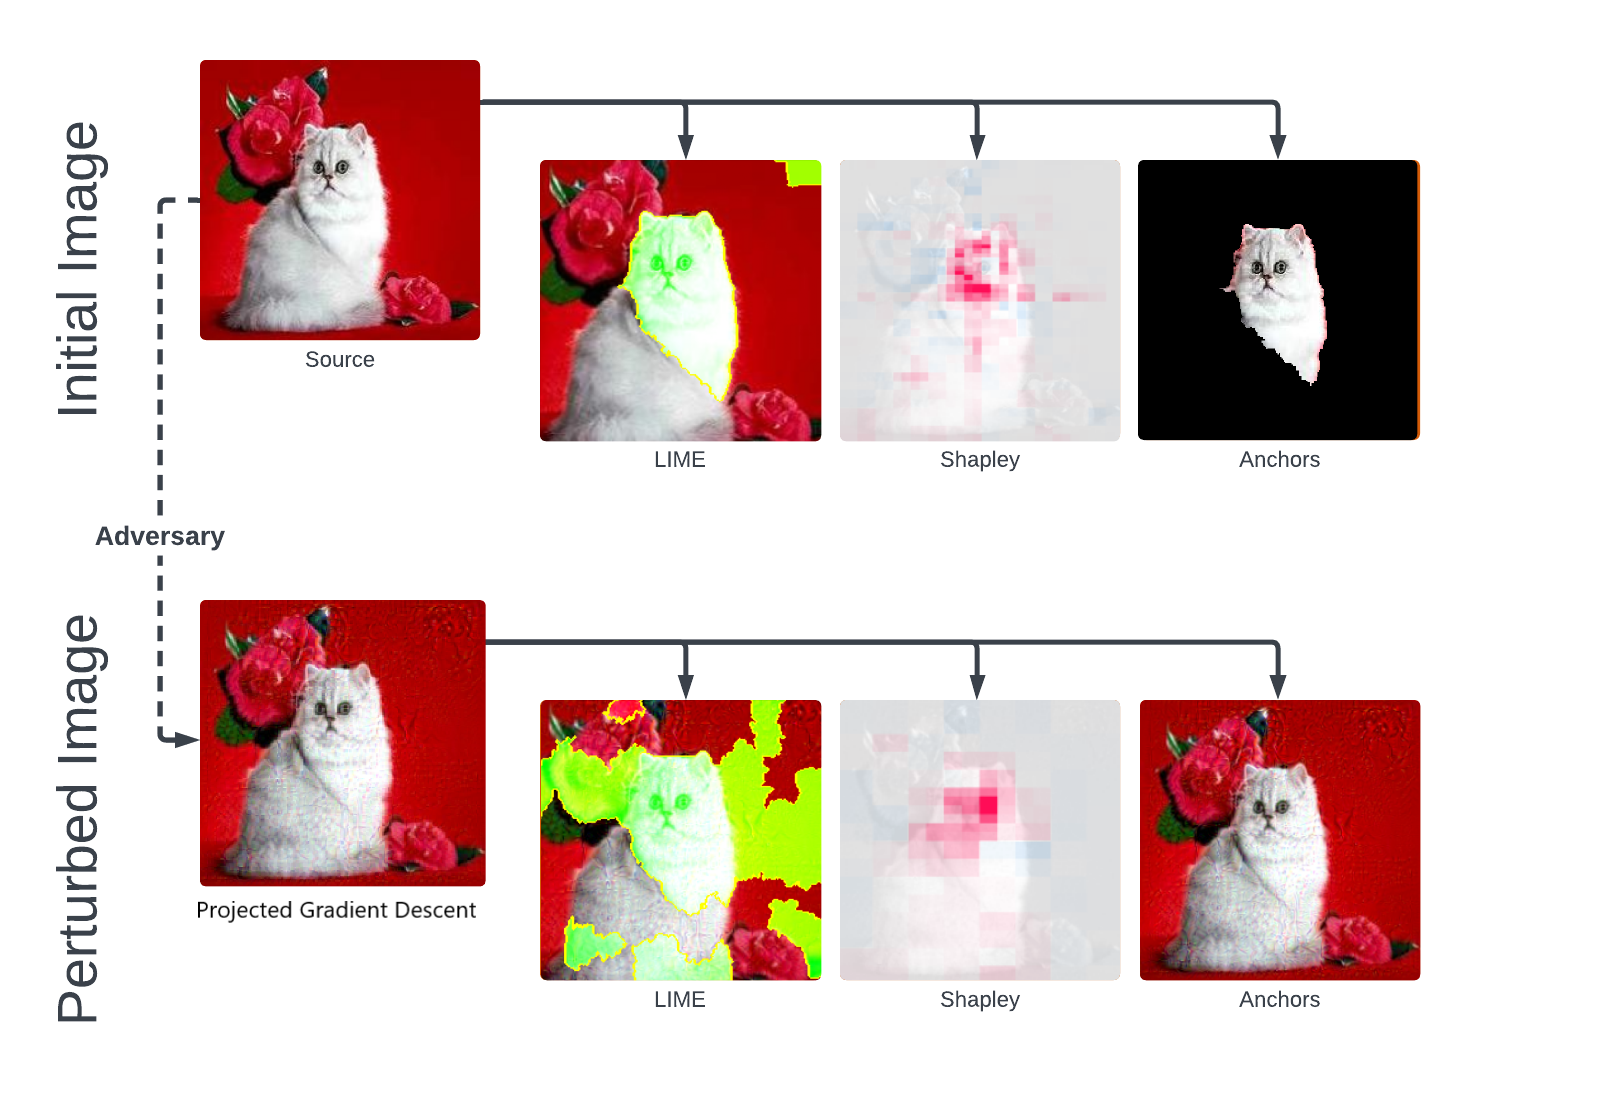 Initial Image
Source
LIME
Shapley
Anchors
Adversary
Perturbed Image
Projected Gradient Descent
LIME
Shapley
Anchors